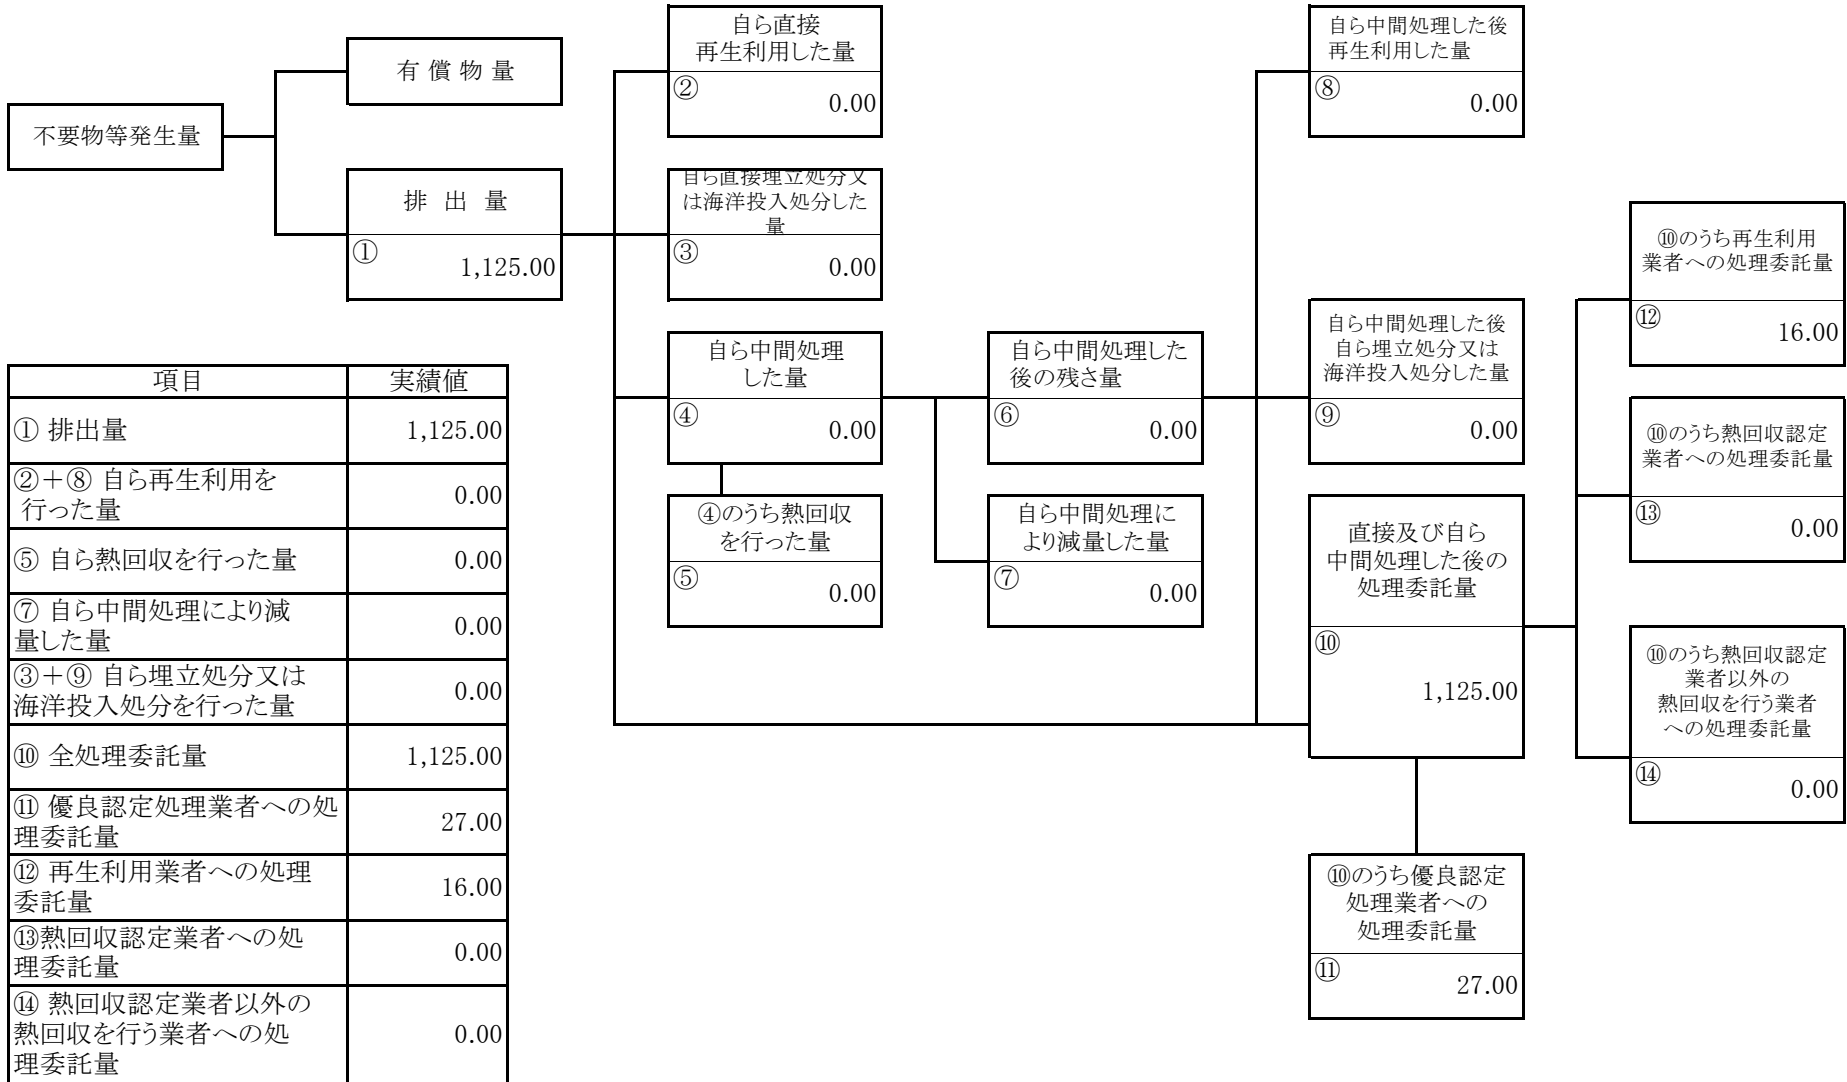 不要物等発生量
有 償 物 量
排 出 量
①
1,125.00
自ら直接
再生利用した量
②
0.00
自ら直接埋立処分又
は海洋投入処分した
量
③
0.00
自ら中間処理
した量
④
0.00
④のうち熱回収
を行った量
⑤
0.00
自ら中間処理した
後の残さ量
⑥
0.00
自ら中間処理に
より減量した量
⑦
0.00
自ら中間処理した後
再生利用した量
⑧
0.00
自ら中間処理した後
自ら埋立処分又は
海洋投入処分した量
⑨
0.00
直接及び自ら
中間処理した後の
処理委託量
⑩
1,125.00
⑩のうち優良認定
処理業者への
処理委託量
⑪
27.00
⑩のうち再生利用
業者への処理委託量
⑫
16.00
⑩のうち熱回収認定
業者への処理委託量
⑬
0.00
⑩のうち熱回収認定
業者以外の
熱回収を行う業者
への処理委託量
⑭
0.00
項目 実績値
① 排出量 1,125.00
②＋⑧ 自ら再生利用を
行った量 0.00
⑤ 自ら熱回収を行った量 0.00
⑦ 自ら中間処理により減
量した量 0.00
③＋⑨ 自ら埋立処分又は
海洋投入処分を行った量 0.00
⑩ 全処理委託量 1,125.00
⑪ 優良認定処理業者への処
理委託量 27.00
⑫ 再生利用業者への処理
委託量 16.00
⑬熱回収認定業者への処
理委託量 0.00
⑭ 熱回収認定業者以外の
熱回収を行う業者への処
理委託量 0.00